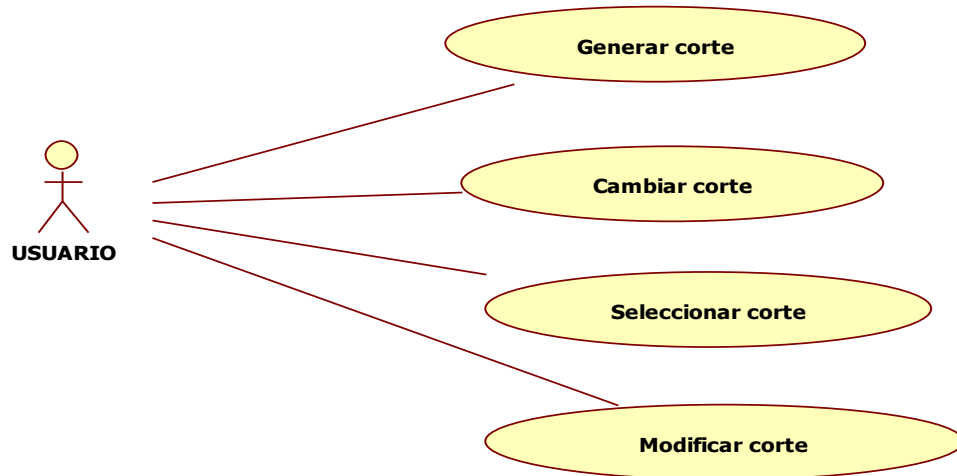 Generar corte
Cambiar corte
USUARIO
Seleccionar corte
Modificar corte